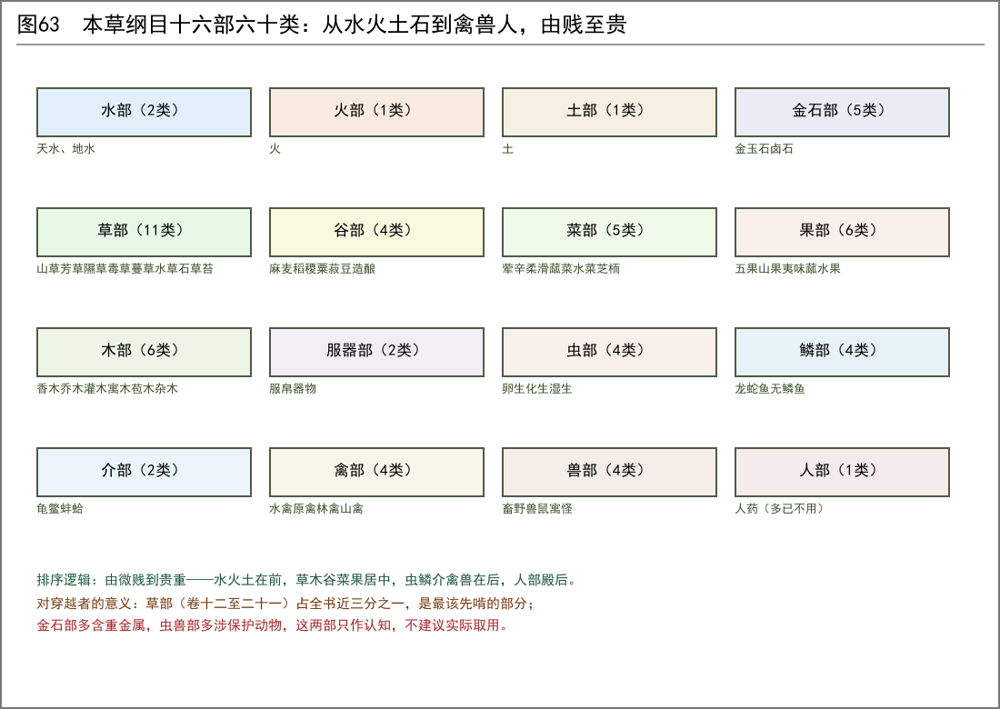 图63　本草纲目十六部六十类：从水火土石到禽兽人，由贱至贵
水部（2类）
火部（1类）
土部（1类）
金石部（5类）
天水、地水
火
土
金玉石卤石
草部（11类）
谷部（4类）
菜部（5类）
果部（6类）
山草芳草隰草毒草蔓草水草石草苔
麻麦稻稷粟菽豆造酿
荤辛柔滑蓏菜水菜芝栭
五果山果夷味蓏水果
木部（6类）
服器部（2类）
虫部（4类）
鳞部（4类）
香木乔木灌木寓木苞木杂木
服帛器物
卵生化生湿生
龙蛇鱼无鳞鱼
介部（2类）
禽部（4类）
兽部（4类）
人部（1类）
龟鳖蚌蛤
水禽原禽林禽山禽
畜野兽鼠寓怪
人药（多已不用）
排序逻辑：由微贱到贵重——水火土在前，草木谷菜果居中，虫鳞介禽兽在后，人部殿后。
对穿越者的意义：草部（卷十二至二十一）占全书近三分之一，是最该先啃的部分；
金石部多含重金属，虫兽部多涉保护动物，这两部只作认知，不建议实际取用。